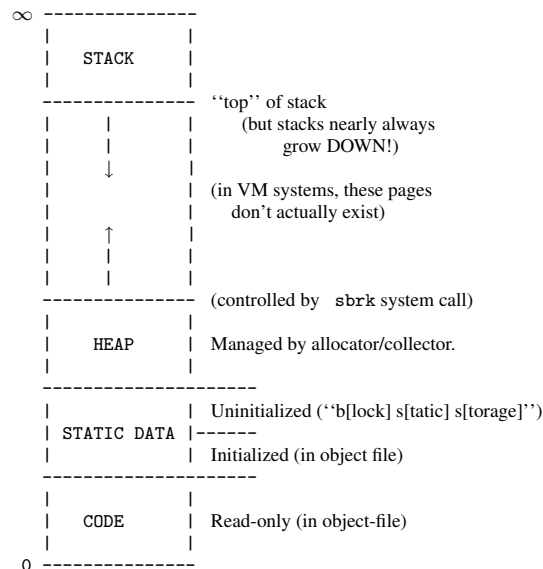 ∞
STACK
‘‘top’’ of stack
(but stacks nearly always
grow DOWN!)
(in VM systems, these pages
don’t actually exist)
(controlled by sbrk system call)
HEAP Managed by allocator/collector.
Uninitialized (‘‘b[lock] s[tatic] s[torage]’’)
STATIC DATA
Initialized (in object file)
CODE Read-only (in object-file)
0